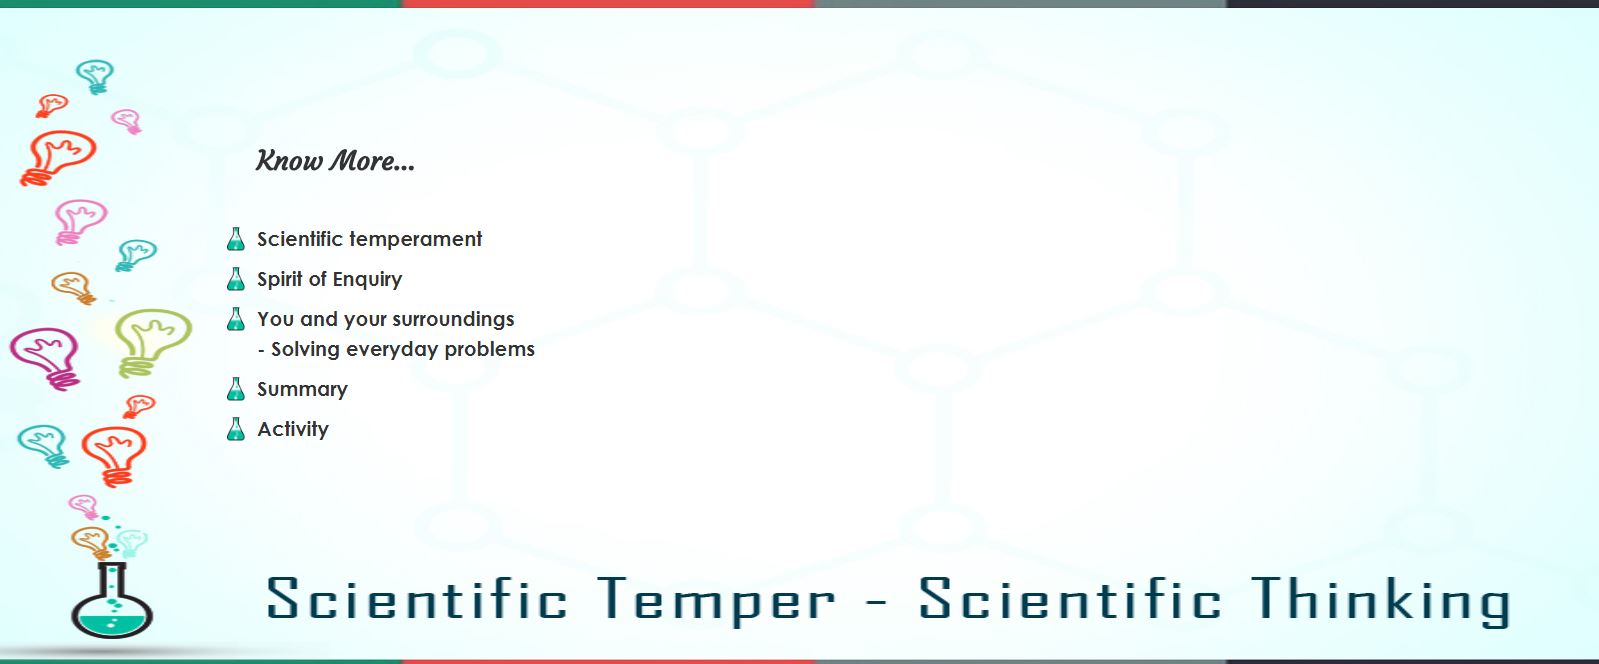 Know More...
Scientific temperament
Spirit of Enquiry
You and your surroundings
- Solving everyday problems
Summary
Activity
Scientific Temper - Scientific Thinking